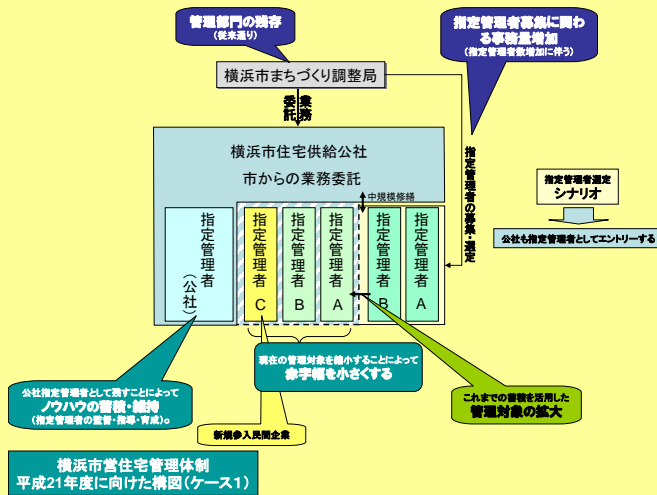 管理部門の残存
(従来通り)
指定管理者募集に関わ
る事務量増加
(指定管理者数増加に伴う)
横浜市まちづくり調整局
業務
委託
横浜市住宅供給公社
市からの業務委託
中規模修繕
指定管理者の募集・選定
指定管理者選定
シナリオ
公社も指定管理者としてエントリーする
指定管理者
(公社)
指定管理者
C
指定管理者
B
指定管理者
A
指定管理者
B
指定管理者
A
現在の管理対象を縮小することによって
赤字幅を小さくする
公社指定管理者として残すことによって
ノウハウの蓄積・維持
(指定管理者の監督・指導・育成)。
これまでの蓄積を活用した
管理対象の拡大
新規参入民間企業
横浜市営住宅管理体制
平成21年度に向けた構図(ケース1)